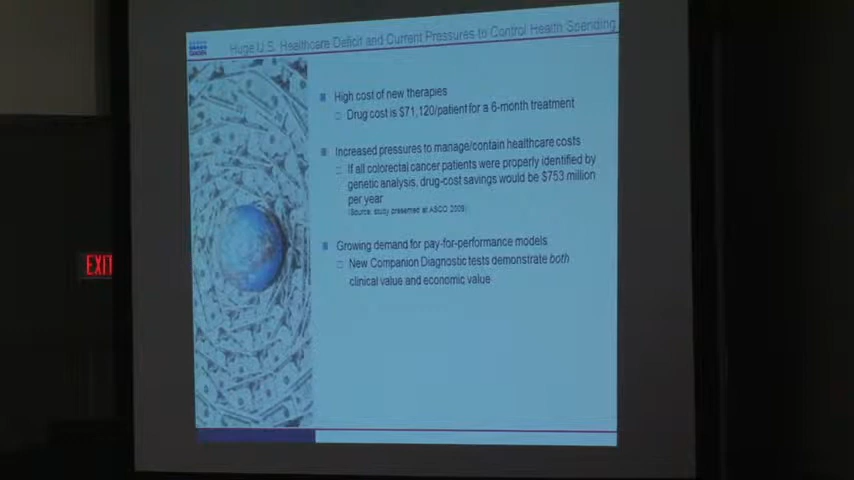 Huge U.S. Healthcare Deficit and Current Pressures to Control Health Spending
High cost of new therapies
Drug cost is $71,120/patient for a 6-month treatment
Increased pressures to manage/contain healthcare costs
If all colorectal cancer patients were properly identified by
genetic analysis, drug-cost savings would be $753 million
per year
(Source: study presented at ASCO 2009)
Growing demand for pay-for-performance models
New Companion Diagnostic tests demonstrate both
clinical value and economic value
EXIT